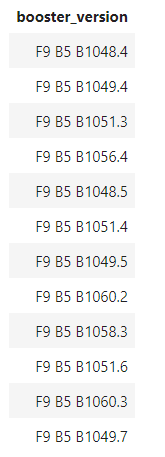 booster_version
F9 B5 B1048.4
F9 B5 B1049.4
F9 B5 B1051.3
F9 B5 B1056.4
F9 B5 B1048.5
F9 B5 B1051.4
F9 B5 B1049.5
F9 B5 B1060.2
F9 B5 B1058.3
F9 B5 B1051.6
F9 B5 B1060.3
F9 B5 B1049.7